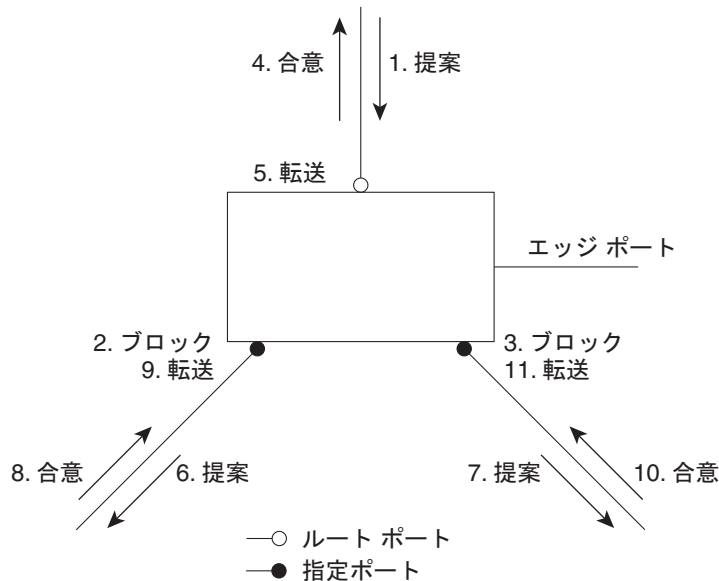 4. 合意
1. 提案
5. 転送
エッジ ポート
2. ブロック
9. 転送
3. ブロック
11. 転送
8. 合意
6. 提案
7. 提案
10. 合意
ルート ポート
指定ポート